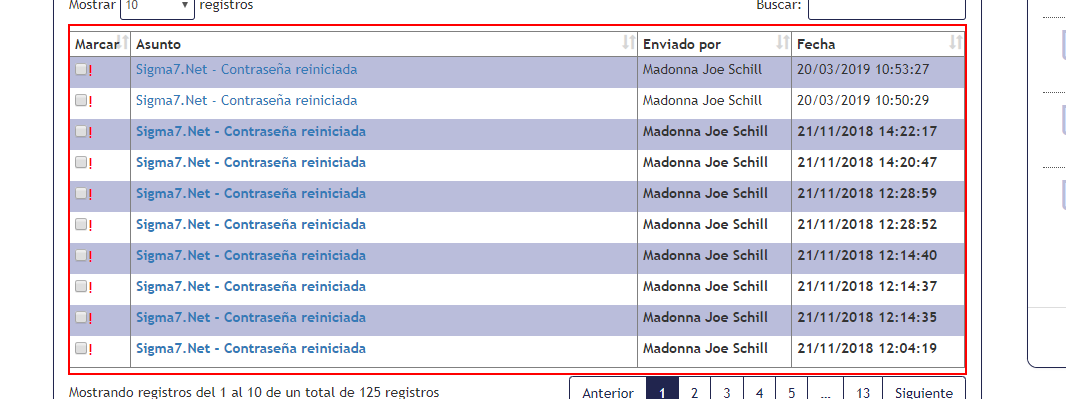 Mostrar 10 registros Buscar:
Marcar Asunto Enviado por Fecha
! Sigma7.Net - Contraseña reiniciada Madonna Joe Schill 20/03/2019 10:53:27
! Sigma7.Net - Contraseña reiniciada Madonna Joe Schill 20/03/2019 10:50:29
! Sigma7.Net - Contraseña reiniciada Madonna Joe Schill 21/11/2018 14:22:17
! Sigma7.Net - Contraseña reiniciada Madonna Joe Schill 21/11/2018 14:20:47
! Sigma7.Net - Contraseña reiniciada Madonna Joe Schill 21/11/2018 12:28:59
! Sigma7.Net - Contraseña reiniciada Madonna Joe Schill 21/11/2018 12:28:52
! Sigma7.Net - Contraseña reiniciada Madonna Joe Schill 21/11/2018 12:14:40
! Sigma7.Net - Contraseña reiniciada Madonna Joe Schill 21/11/2018 12:14:37
! Sigma7.Net - Contraseña reiniciada Madonna Joe Schill 21/11/2018 12:14:35
! Sigma7.Net - Contraseña reiniciada Madonna Joe Schill 21/11/2018 12:04:19
Mostrando registros del 1 al 10 de un total de 125 registros Anterior 1 2 3 4 5 ... 13 Siguiente